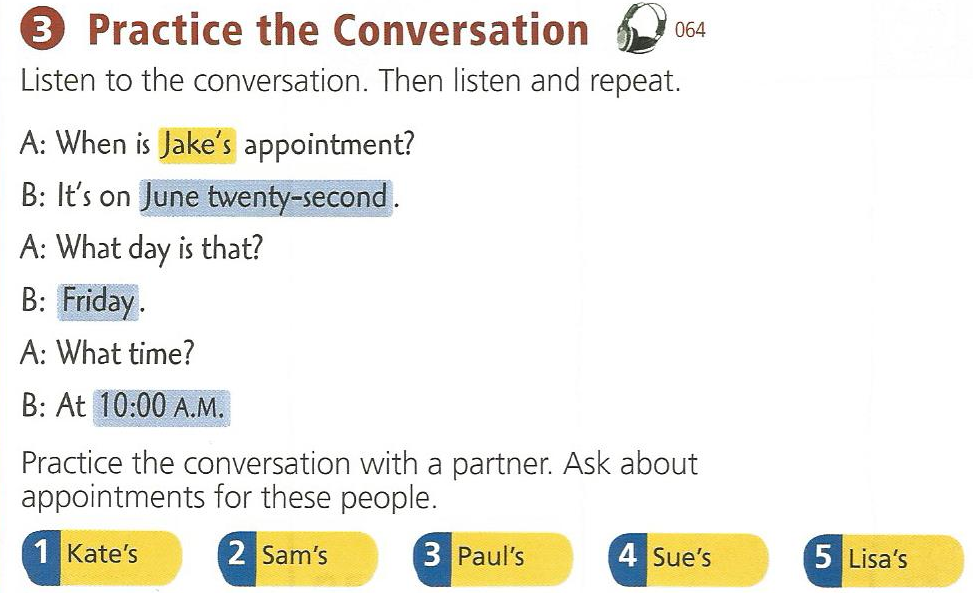 3 Practice the Conversation 064
Listen to the conversation. Then listen and repeat.
A: When is Jake's appointment?
B: It's on June twenty-second.
A: What day is that?
B: Friday.
A: What time?
B: At 10:00 A.M.
Practice the conversation with a partner. Ask about
appointments for these people.
1 Kate's 2 Sam's 3 Paul's 4 Sue's 5 Lisa's